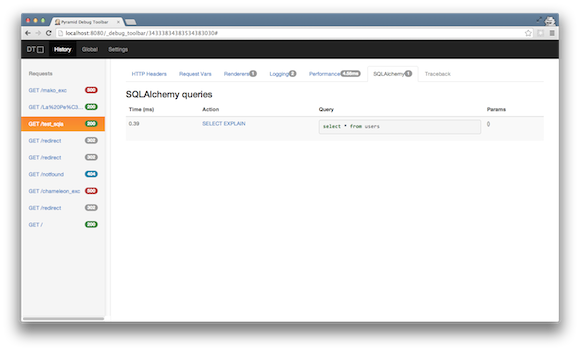 Pyramid Debug Toolbar
localhost:8080/_debug_toolbar/34333834383534383030#
DT History Global Settings
Requests
GET /mako_exc 500
GET /La%20Pe%C3... 200
GET /test_sqla 200
GET /redirect 302
GET /redirect 302
GET /notfound 404
GET /chameleon_exc 500
GET /redirect 302
GET / 200
HTTP Headers Request Vars Renderers Logging Performance SQLAlchemy 1 Traceback
SQLAlchemy queries
Time (ms) Action Query Params
0.39 SELECT EXPLAIN select * from users ()